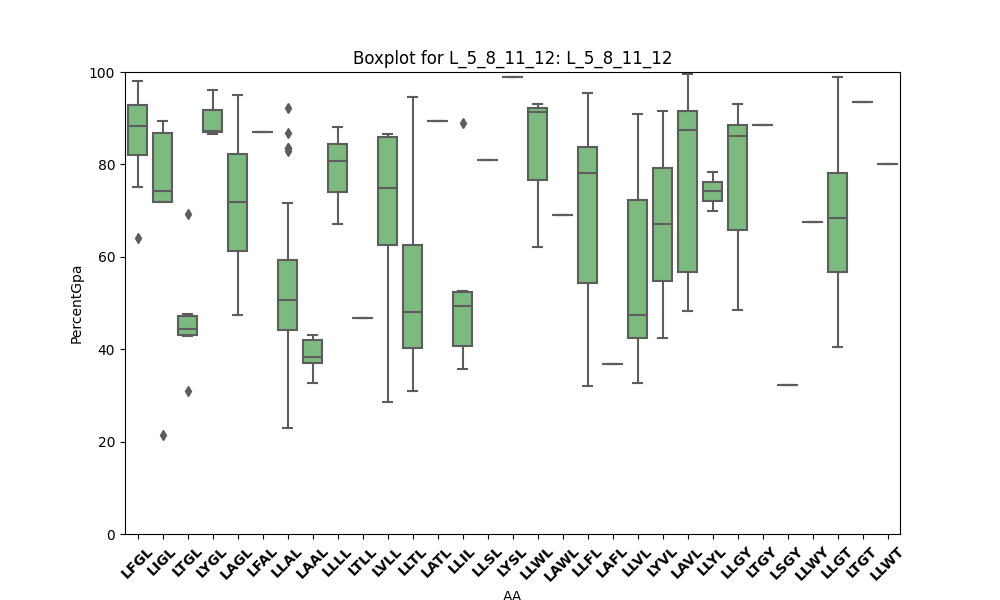 Boxplot for L_5_8_11_12: L_5_8_11_12
PercentGpa
100
80
60
40
20
0
LFGL LIGL LTGL LYGL LAGL LFAL LLAL LAAL LLLL LTLL LVLL LLTL LATL LLIL LLSL LYSL LLWL LAWL LLFL LAFL LLVL LYVL LAVL LLYL LLGY LTGY LSGY LLWY LLGT LTGT LLWT
AA